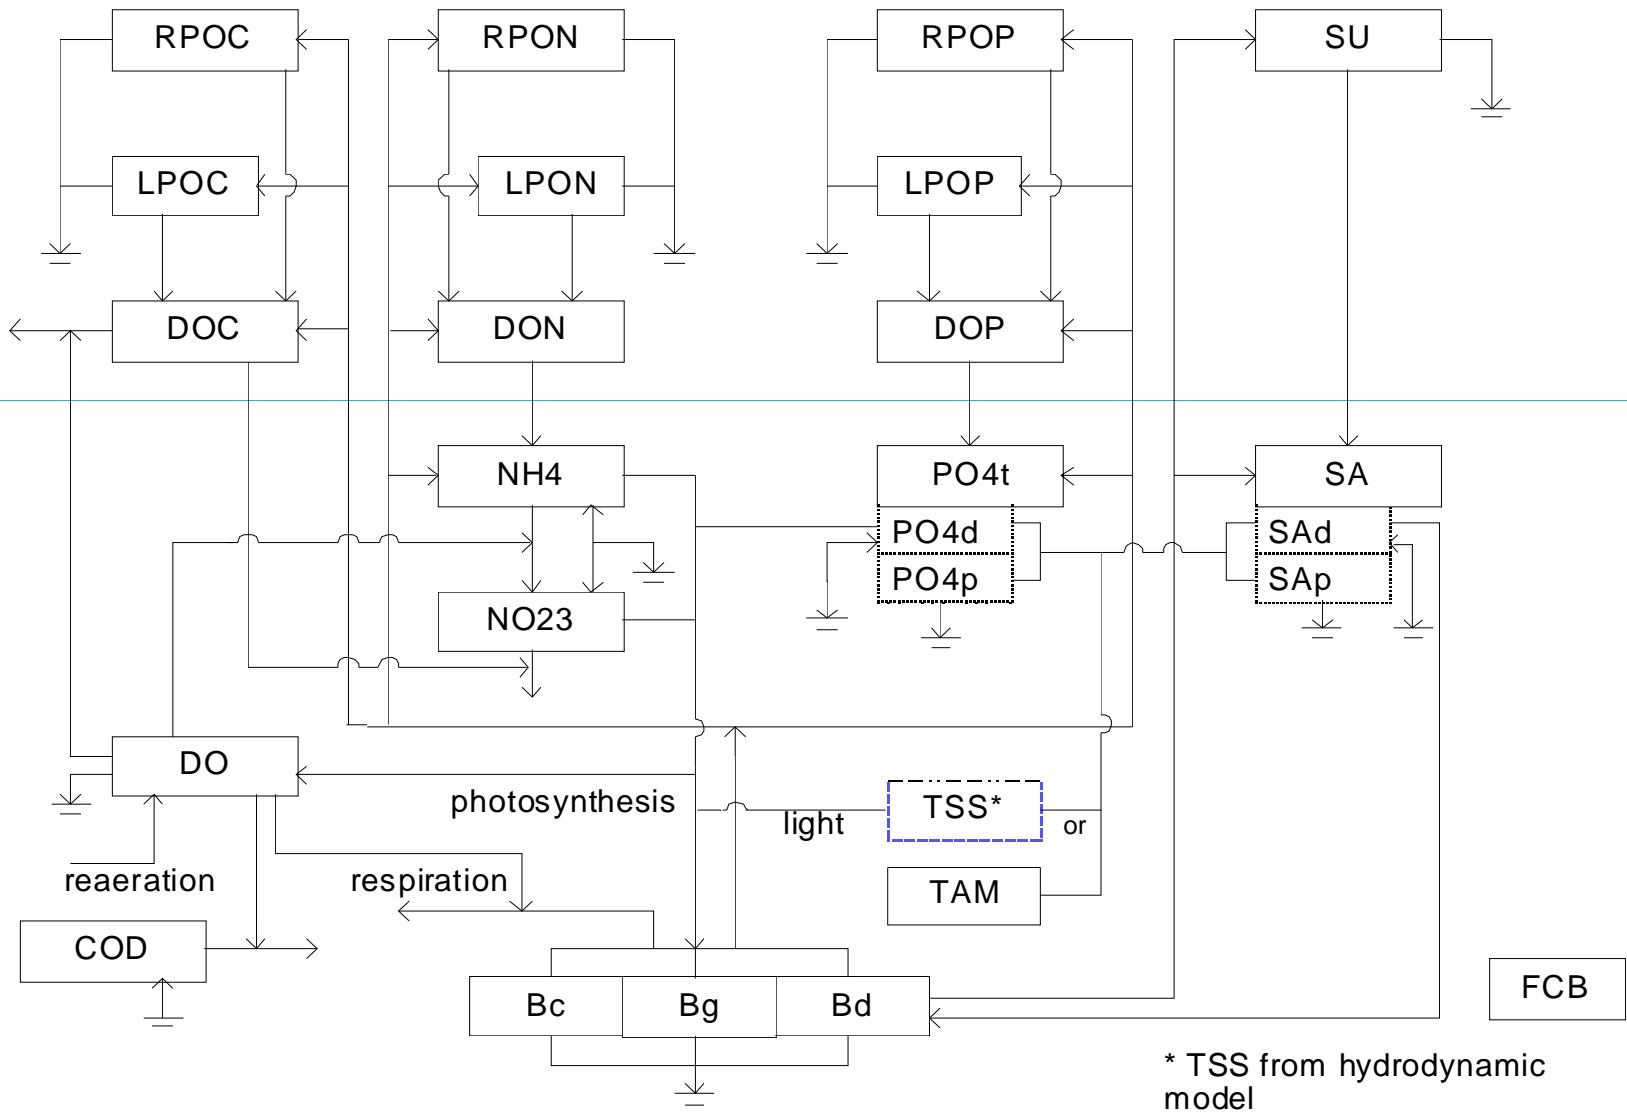 RPOC
RPON
RPOP
SU
LPOC
LPON
LPOP
DOC
DON
DOP
NH4
PO4t
SA
PO4d
SAd
PO4p
SAp
NO23
DO
photosynthesis
light
TSS*
or
reaeration
respiration
TAM
COD
Bc
Bg
Bd
FCB
* TSS from hydrodynamic
model